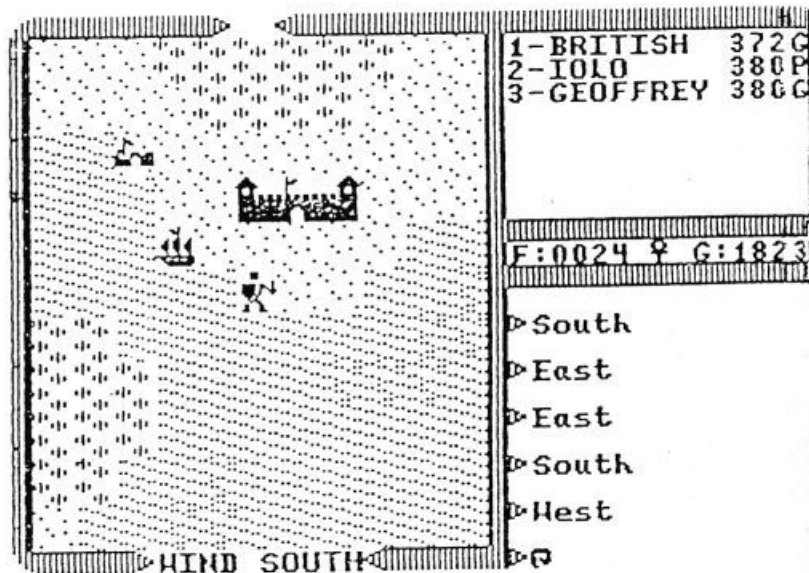 1-BRITISH 372G
2-IOLO 380P
3-GEOFFREY 380G
F:0024 ♀ G:1823
South
East
East
South
West
WIND SOUTH